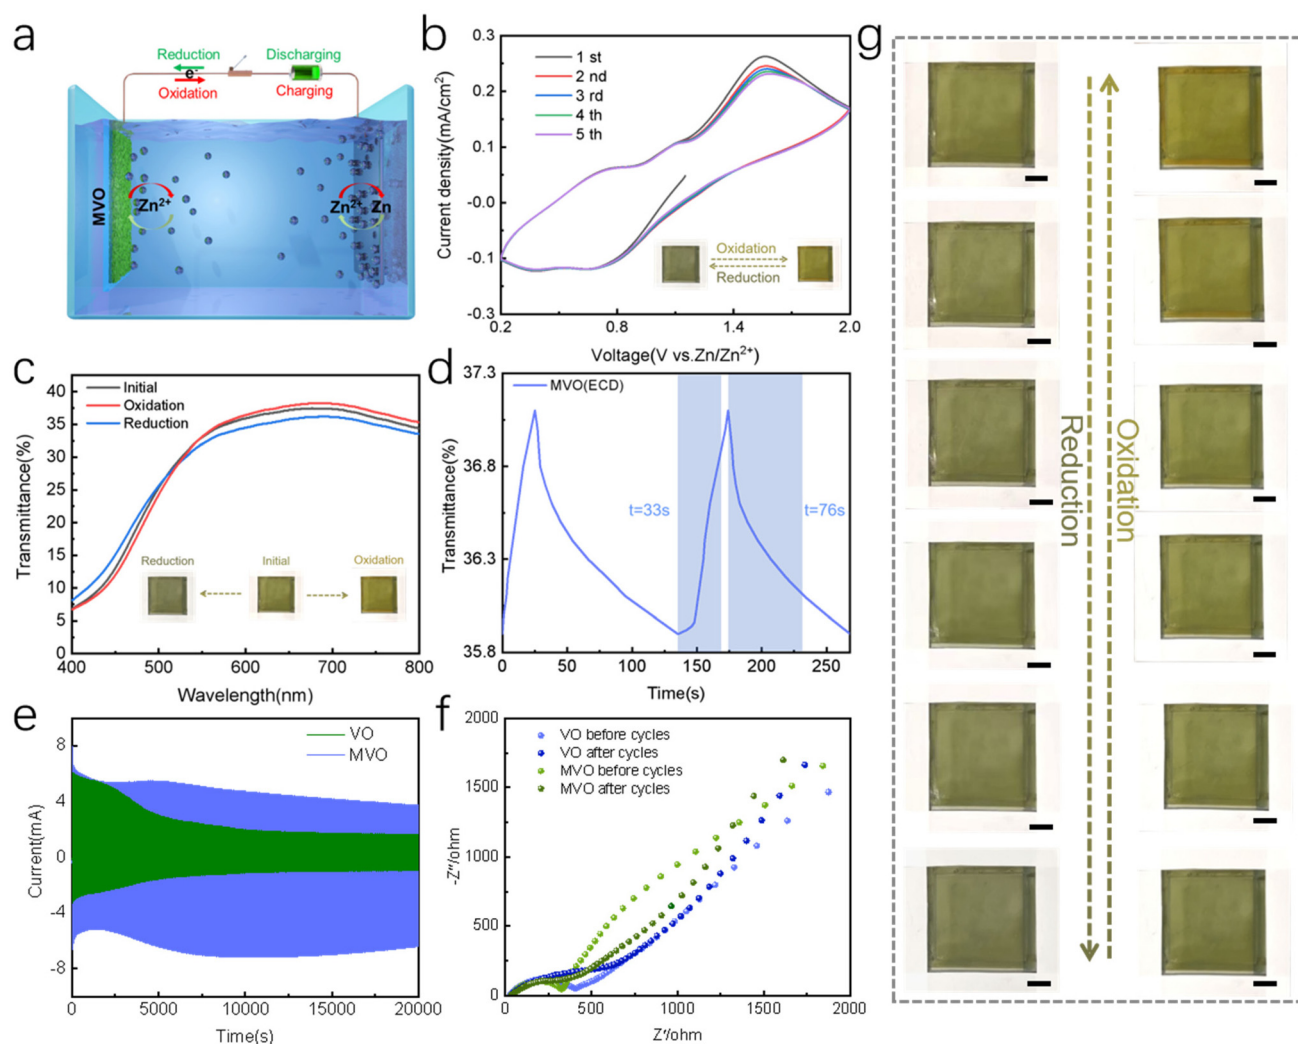 a
Reduction
Discharging
e-
Oxidation
Charging
MVO
Zn2+
Zn2+
Zn
b
Current density(mA/cm2)
0.3
0.2
0.1
-0.0
-0.1
-0.3
1 st
2 nd
3 rd
4 th
5 th
Oxidation
Reduction
0.2
0.8
1.4
2.0
Voltage(V vs.Zn/Zn2+)
c
Transmittance(%)
40
35
30
25
20
15
10
5
0
Initial
Oxidation
Reduction
Reduction
Initial
Oxidation
400
500
600
700
800
Wavelength(nm)
d
Transmittance(%)
37.3
36.8
36.3
35.8
MVO(ECD)
t=33s
t=76s
0
50
100
150
200
250
Time(s)
e
Current(mA)
8
4
0
-4
-8
VO
MVO
0
5000
10000
15000
20000
Time(s)
f
-Z″/ohm
2000
1500
1000
500
0
VO before cycles
VO after cycles
MVO before cycles
MVO after cycles
0
500
1000
1500
2000
Z′/ohm
g
Reduction
Oxidation